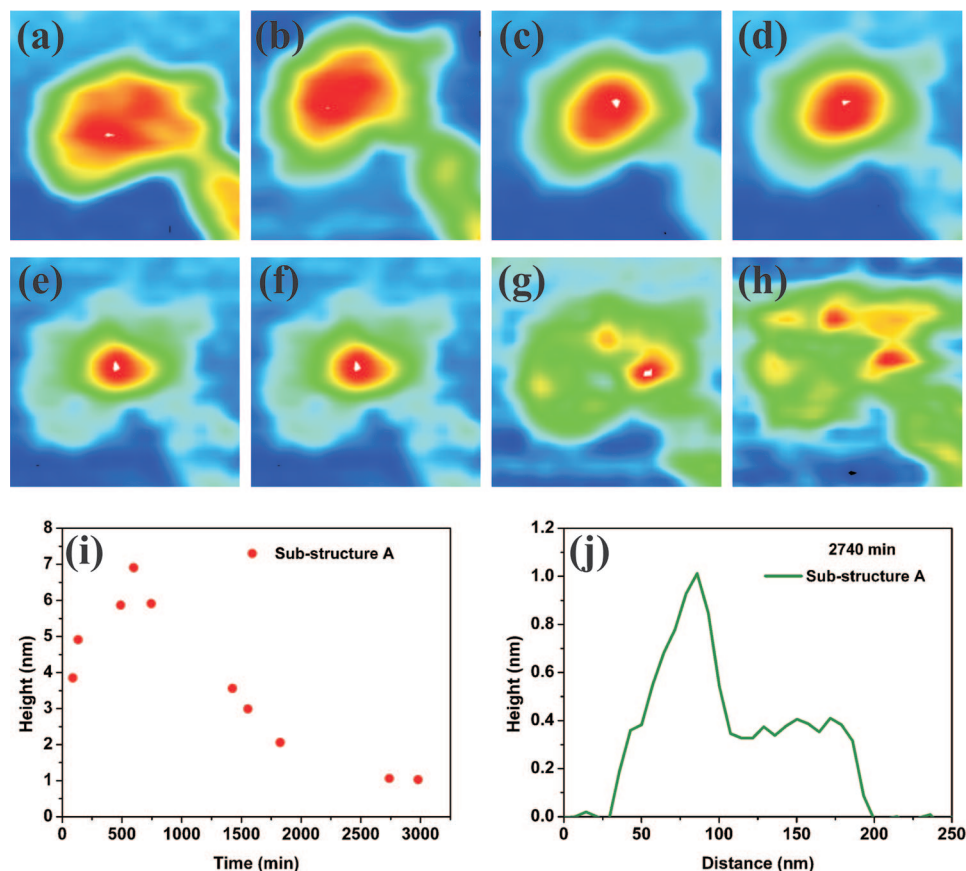 (a) (b) (c) (d)
(e) (f) (g) (h)
(i)
Sub-structure A
Height (nm)
8
7
6
5
4
3
2
1
0
0 500 1000 1500 2000 2500 3000
Time (min)
(j)
2740 min
Sub-structure A
Height (nm)
1.2
1.0
0.8
0.6
0.4
0.2
0.0
0 50 100 150 200 250
Distance (nm)